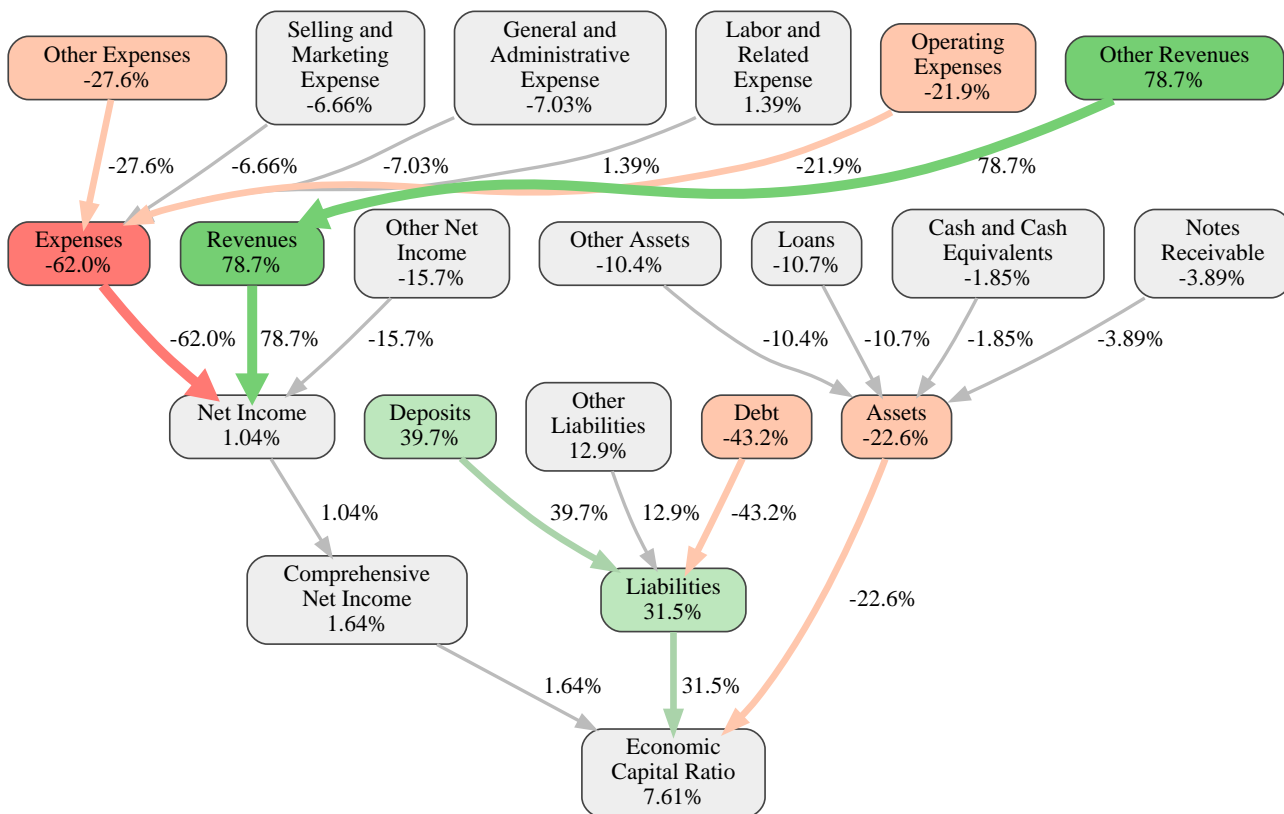 Other Expenses
-27.6%
Selling and
Marketing
Expense
-6.66%
General and
Administrative
Expense
-7.03%
Labor and
Related
Expense
1.39%
Operating
Expenses
-21.9%
Other Revenues
78.7%
-27.6%
-6.66%
-7.03%
1.39%
-21.9%
78.7%
Expenses
-62.0%
Revenues
78.7%
Other Net
Income
-15.7%
Other Assets
-10.4%
Loans
-10.7%
Cash and Cash
Equivalents
-1.85%
Notes
Receivable
-3.89%
-62.0%
78.7%
-15.7%
-10.4%
-10.7%
-1.85%
-3.89%
Net Income
1.04%
Deposits
39.7%
Other
Liabilities
12.9%
Debt
-43.2%
Assets
-22.6%
1.04%
39.7%
12.9%
-43.2%
-22.6%
Comprehensive
Net Income
1.64%
Liabilities
31.5%
1.64%
31.5%
Economic
Capital Ratio
7.61%